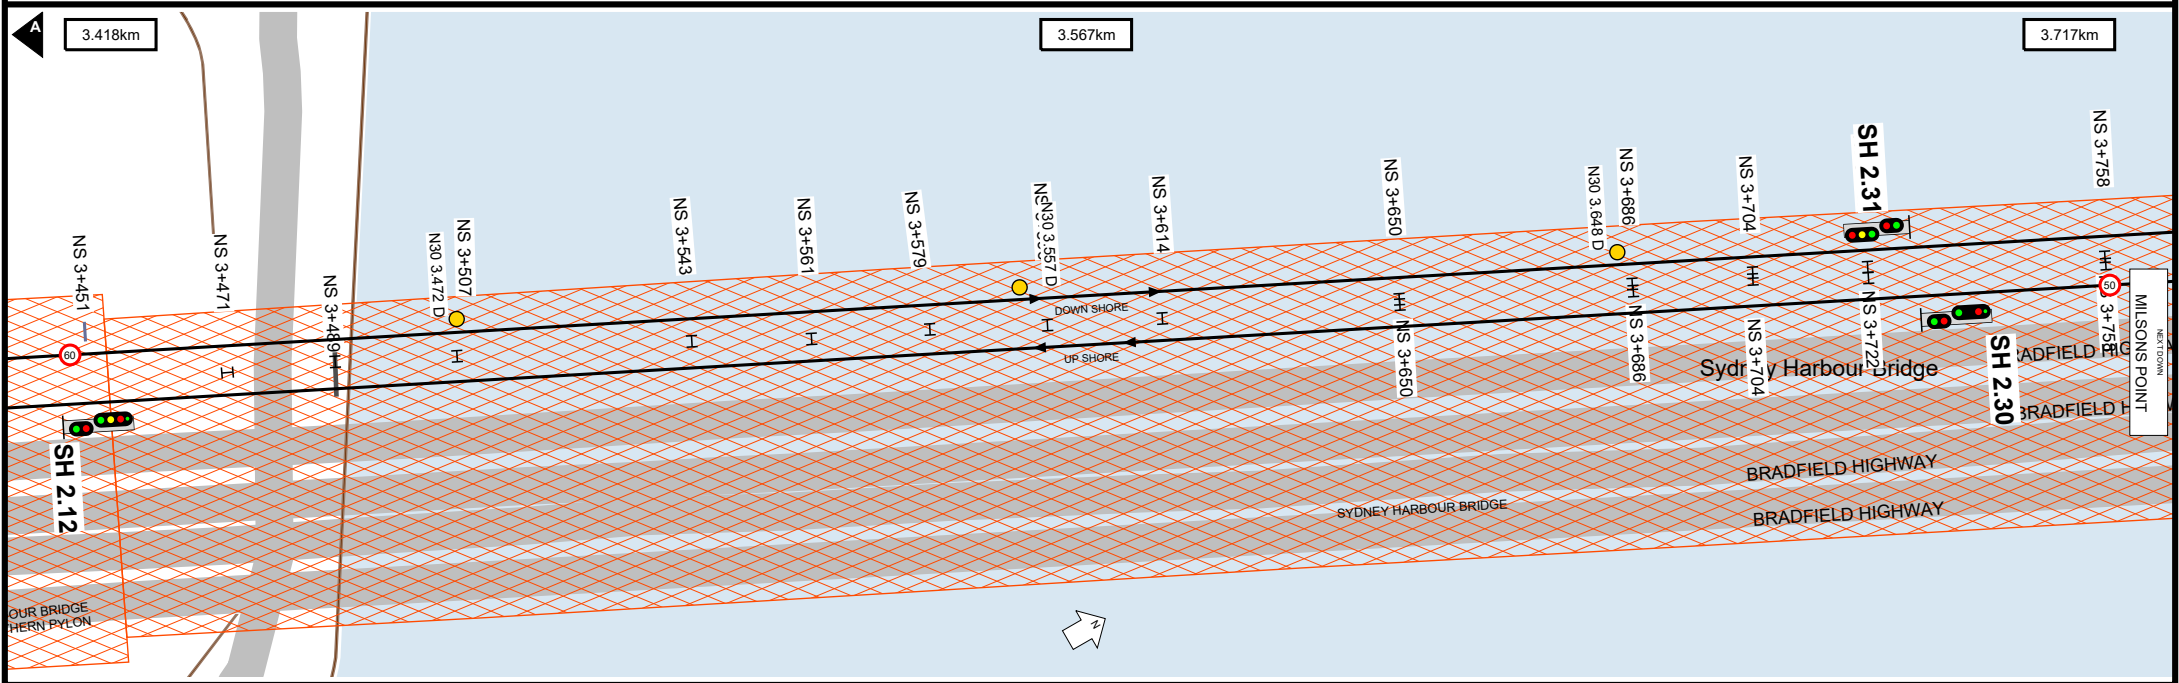 A
3.418km
3.567km
3.717km
NS 3+451
NS 3+471
NS 3+489
N30 3.472 D
NS 3+507
NS 3+543
NS 3+561
NS 3+579
N30 3.557 D
NS 3+614
NS 3+650
N30 3.648 D
NS 3+686
NS 3+704
SH 2.31
NS 3+758
60
DOWN SHORE
UP SHORE
NS 3+650
NS 3+686
NS 3+704
NS 3+722
50
3+758
MILSONS POINT
NEXT DOWN
SH 2.12
SH 2.30
Sydney Harbour Bridge
RADFIELD HIG
BRADFIELD H
BRADFIELD HIGHWAY
BRADFIELD HIGHWAY
SYDNEY HARBOUR BRIDGE
OUR BRIDGE
HERN PYLON
N